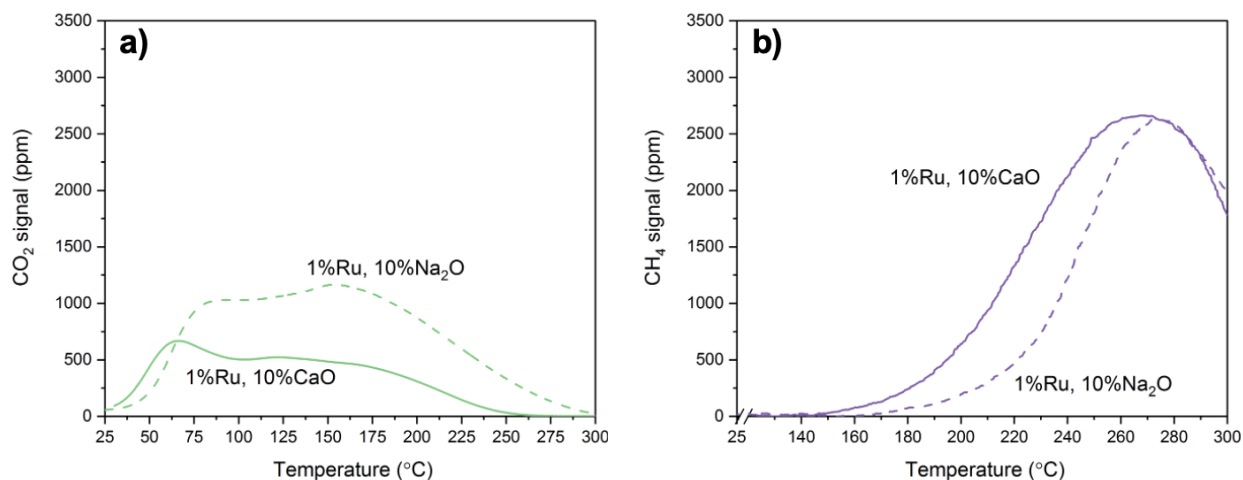 a)
3500
3000
2500
2000
1500
1000
500
0
CO₂ signal (ppm)
1%Ru, 10%Na₂O
1%Ru, 10%CaO
25 50 75 100 125 150 175 200 225 250 275 300
Temperature (°C)
b)
3500
3000
2500
2000
1500
1000
500
0
CH₄ signal (ppm)
1%Ru, 10%CaO
1%Ru, 10%Na₂O
25 140 160 180 200 220 240 260 280 300
Temperature (°C)